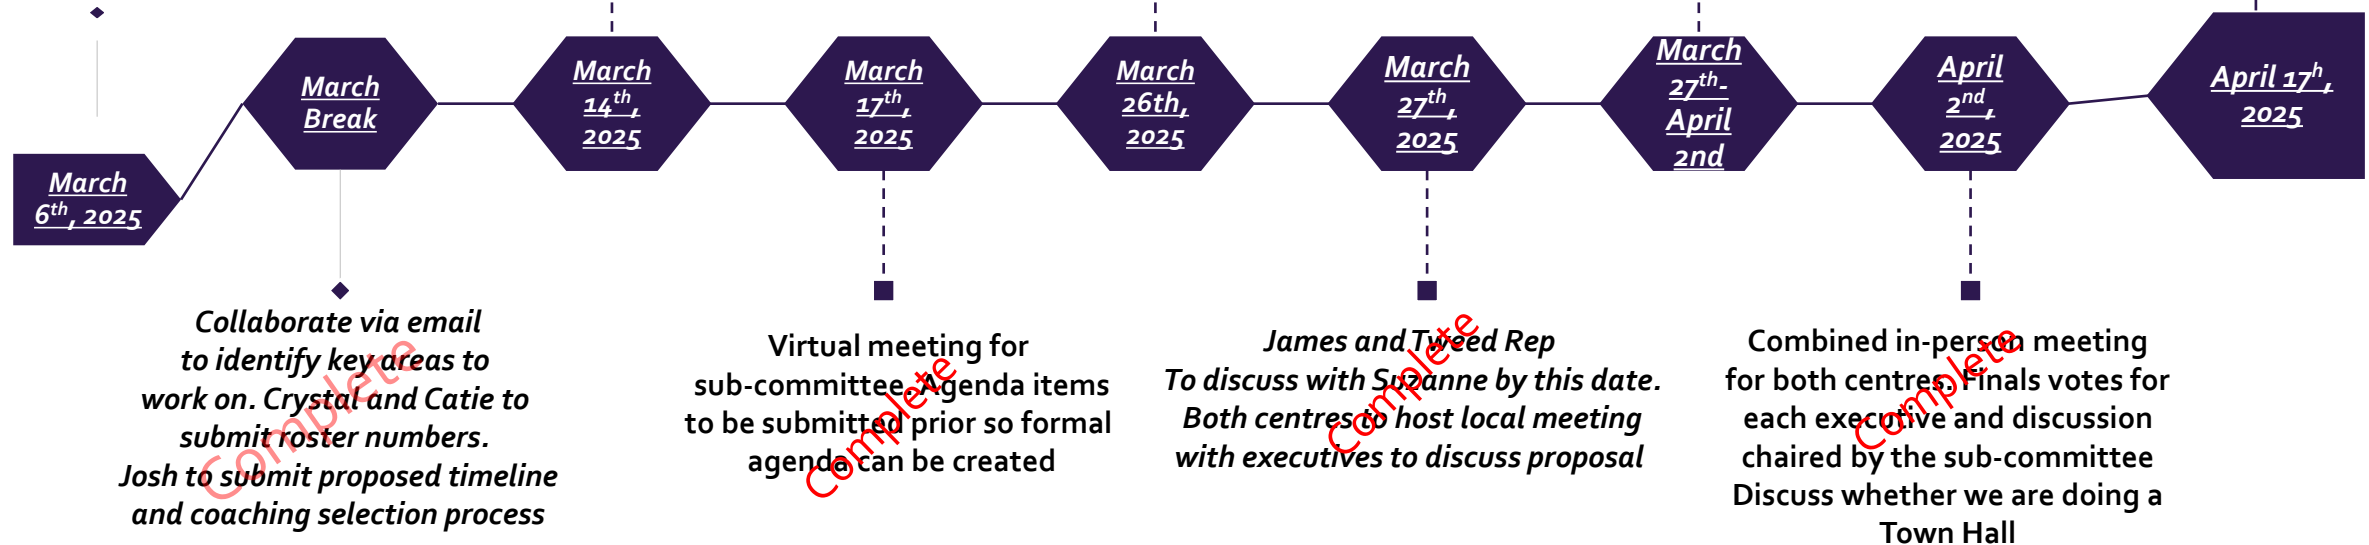 March
6th, 2025
March
Break
March
14th,
2025
March
17th,
2025
March
26th,
2025
March
27th,
2025
March
27th-
April
2nd
April
2nd,
2025
April 17h,
2025
Collaborate via email
to identify key areas to
work on. Crystal and Catie to
submit roster numbers.
Josh to submit proposed timeline
and coaching selection process
Complete
Virtual meeting for
sub-committee. Agenda items
to be submitted prior so formal
agenda can be created
Complete
James and Tweed Rep
To discuss with Suzanne by this date.
Both centres to host local meeting
with executives to discuss proposal
Complete
Combined in-person meeting
for both centres. Finals votes for
each executive and discussion
chaired by the sub-committee
Discuss whether we are doing a
Town Hall
Complete